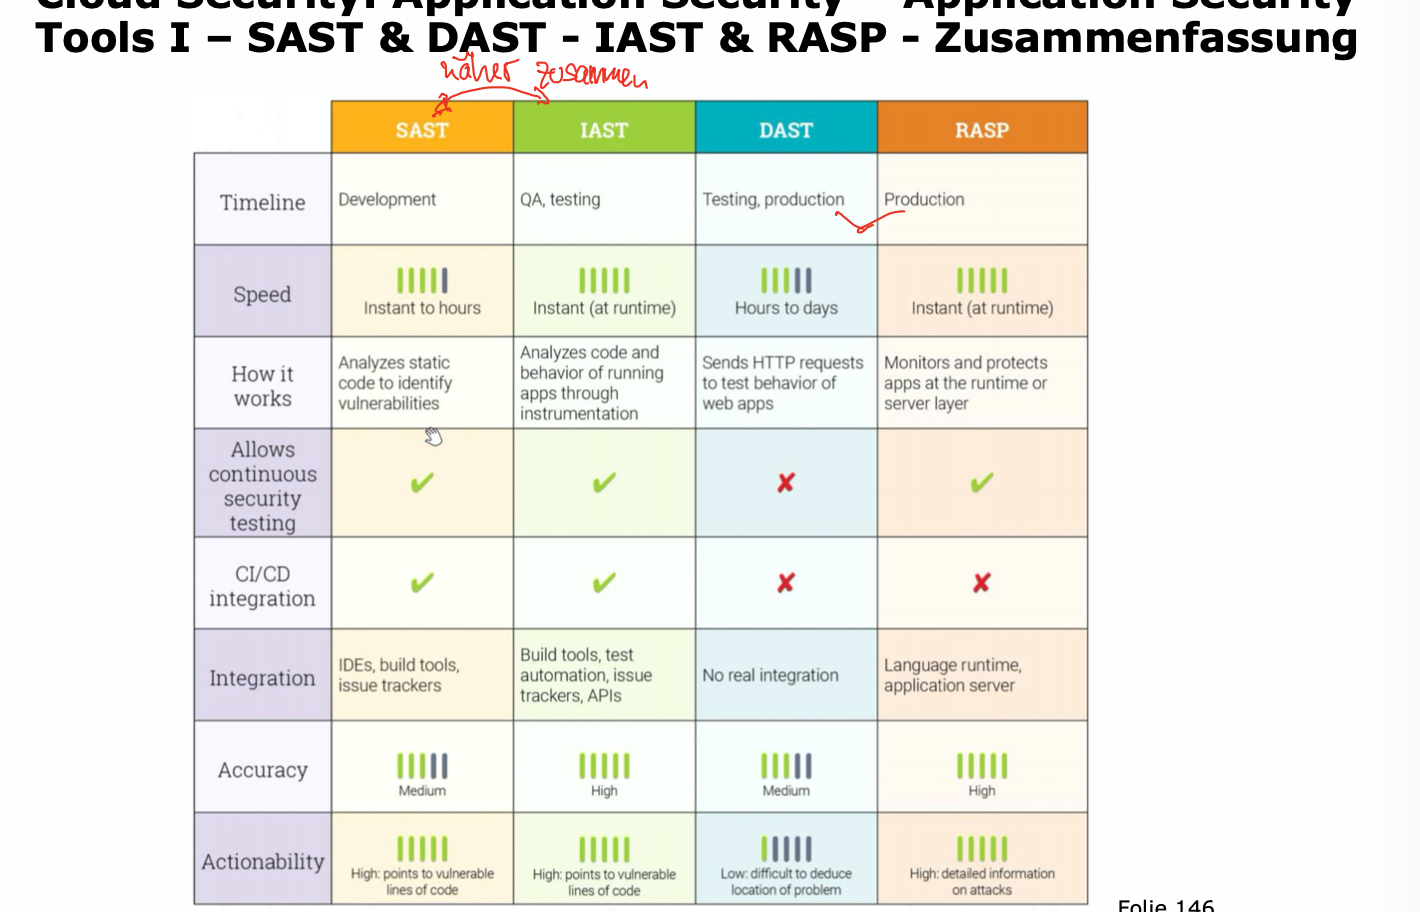 Cloud Security: Application Security – Application Security
Tools I – SAST & DAST - IAST & RASP - Zusammenfassung
näher zusammen
SAST IAST DAST RASP
Timeline
Development
QA, testing
Testing, production
Production
Speed
Instant to hours
Instant (at runtime)
Hours to days
Instant (at runtime)
How it
works
Analyzes static
code to identify
vulnerabilities
Analyzes code and
behavior of running
apps through
instrumentation
Sends HTTP requests
to test behavior of
web apps
Monitors and protects
apps at the runtime or
server layer
Allows
continuous
security
testing
CI/CD
integration
Integration
IDEs, build tools,
issue trackers
Build tools, test
automation, issue
trackers, APIs
No real integration
Language runtime,
application server
Accuracy
Medium
High
Medium
High
Actionability
High: points to vulnerable
lines of code
High: points to vulnerable
lines of code
Low: difficult to deduce
location of problem
High: detailed information
on attacks
Folie 146